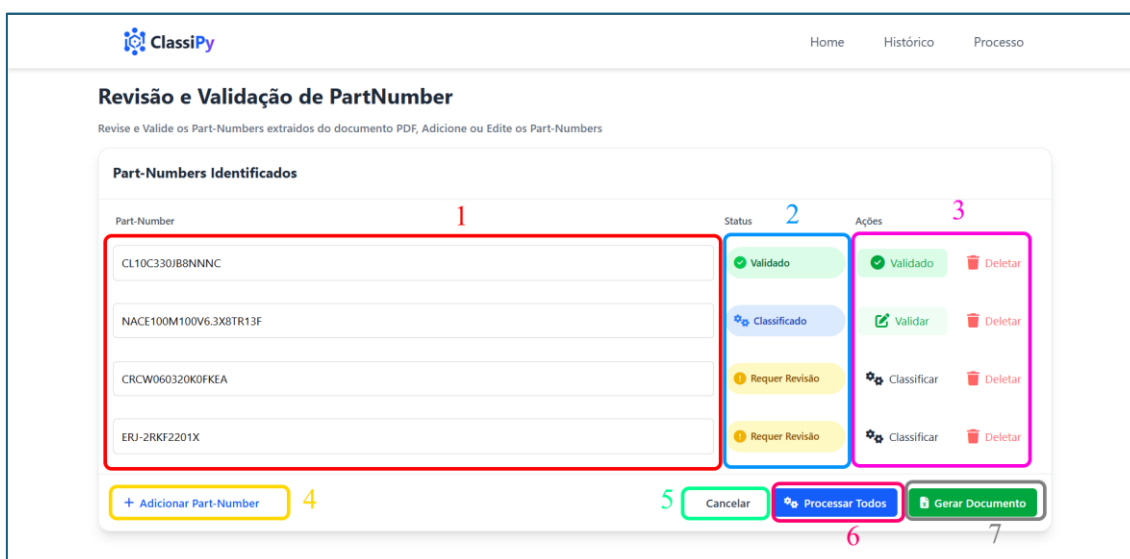 ClassiPy Home Histórico Processo
Revisão e Validação de PartNumber
Revise e Valide os Part-Numbers extraidos do documento PDF, Adicione ou Edite os Part-Numbers
Part-Numbers Identificados
Part-Number 1 Status 2 Ações 3
CL10C330JB8NNNC Validado Validado Deletar
NACE100M100V6.3X8TR13F Classificado Validar Deletar
CRCW060320K0FKEA Requer Revisão Classificar Deletar
ERJ-2RKF2201X Requer Revisão Classificar Deletar
+ Adicionar Part-Number 4 5 Cancelar Processar Todos Gerar Documento
6 7